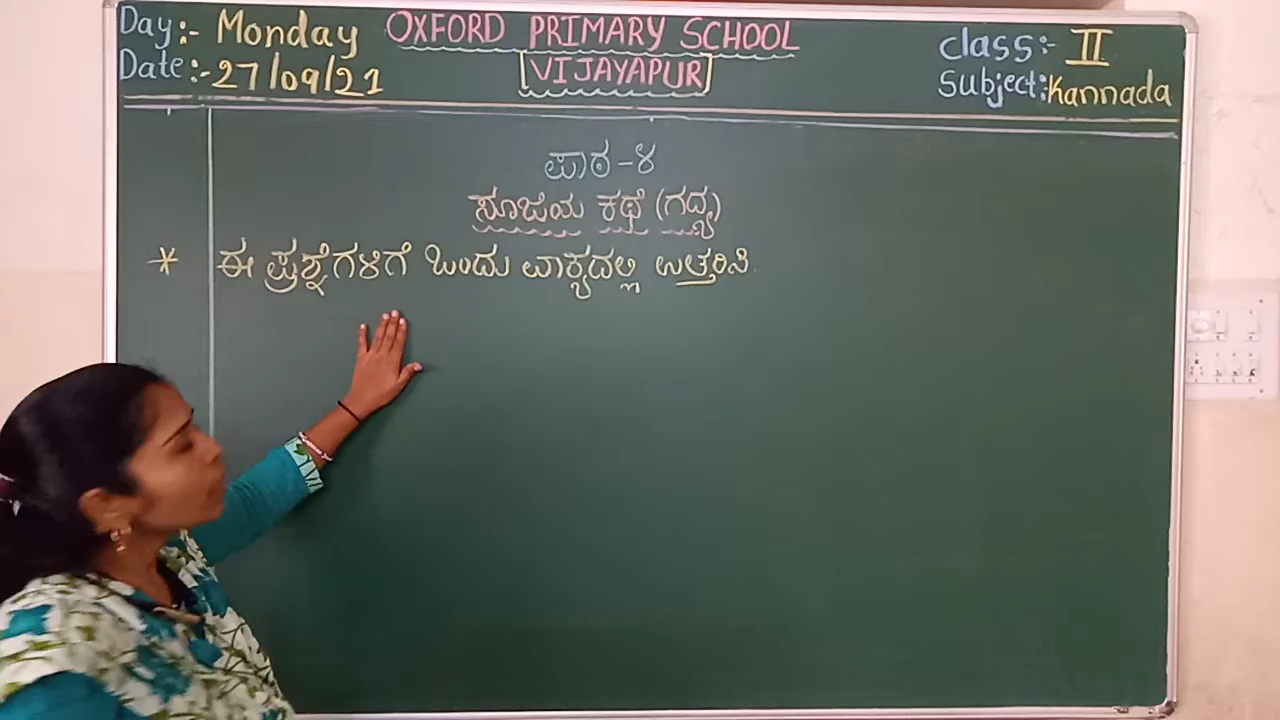 Day:- Monday OXFORD PRIMARY SCHOOL class:- II
Date:-27/09/21 [VIJAYAPUR] Subject:Kannada
ಪಾಠ-೪
ಸೂಜಿಯ ಕಥೆ (ಗದ್ಯ)
* ಈ ಪ್ರಶ್ನೆಗಳಿಗೆ ಒಂದು ವಾಕ್ಯದಲ್ಲಿ ಉತ್ತರಿಸಿ.